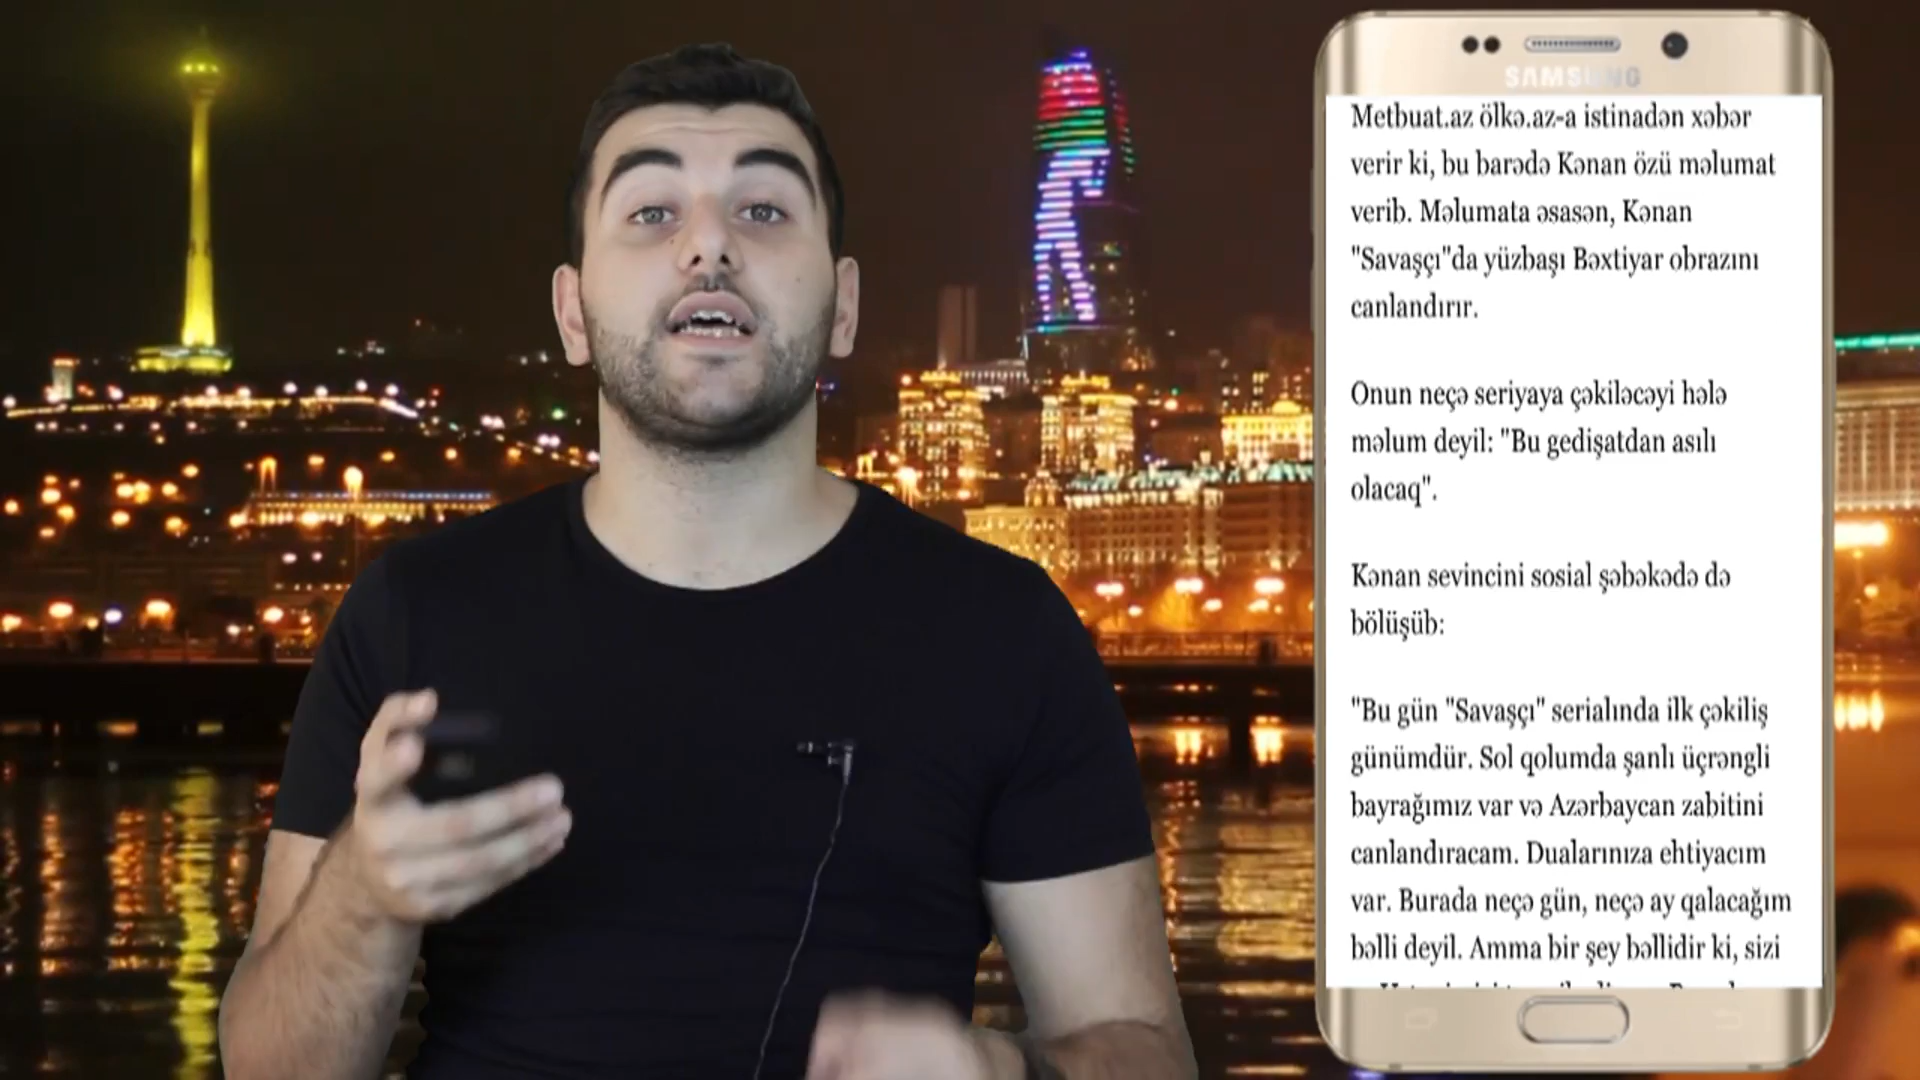 SAMSUNG
Metbuat.az ölkə.az-a istinadən xəbər
verir ki, bu barədə Kənan özü məlumat
verib. Məlumata əsasən, Kənan
"Savaşçı"da yüzbaşı Bəxtiyar obrazını
canlandırır.
Onun neçə seriyaya çəkiləcəyi hələ
məlum deyil: "Bu gedişatdan asılı
olacaq".
Kənan sevincini sosial şəbəkədə də
bölüşüb:
"Bu gün "Savaşçı" serialında ilk çəkiliş
günümdür. Sol qolumda şanlı üçrəngli
bayrağımız var və Azərbaycan zabitini
canlandıracam. Dualarınıza ehtiyacım
var. Burada neçə gün, neçə ay qalacağım
bəlli deyil. Amma bir şey bəllidir ki, sizi